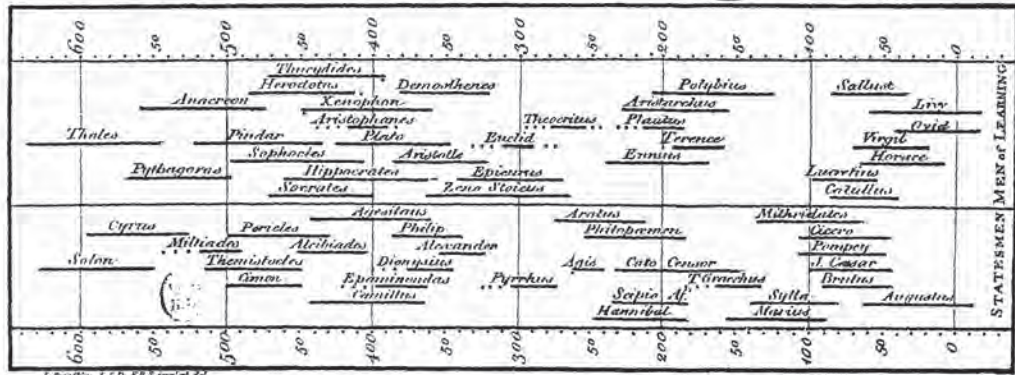 600 50 500 50 400 50 300 50 200 50 100 50 0
Thucydides
Herodotus Demosthenes Polybius Sallust
Anacreon Xenophon Aristarchus Livy
Aristophanes Theocritus Plautus Ovid
Thales Pindar Plato Euclid Terence Virgil
Sophocles Aristotle Ennius Horace
Pythagoras Hippocrates Epicurus Lucretius
Socrates Zeno Stoicus Catullus
MEN of LEARNING.
Agesilaus Aratus Mithridates
Cyrus Pericles Philip Philopœmen Cicero
Miltiades Alcibiades Alexander Pompey
Solon Themistocles Dionysius Agis Cato Censor J. Cæsar
Cimon Epaminondas Pyrrhus T. Gracchus Brutus
Camillus Scipio Af. Sylla Augustus
Hannibal Marius
STATESMEN
600 50 500 50 400 50 300 50 200 50 100 50 0